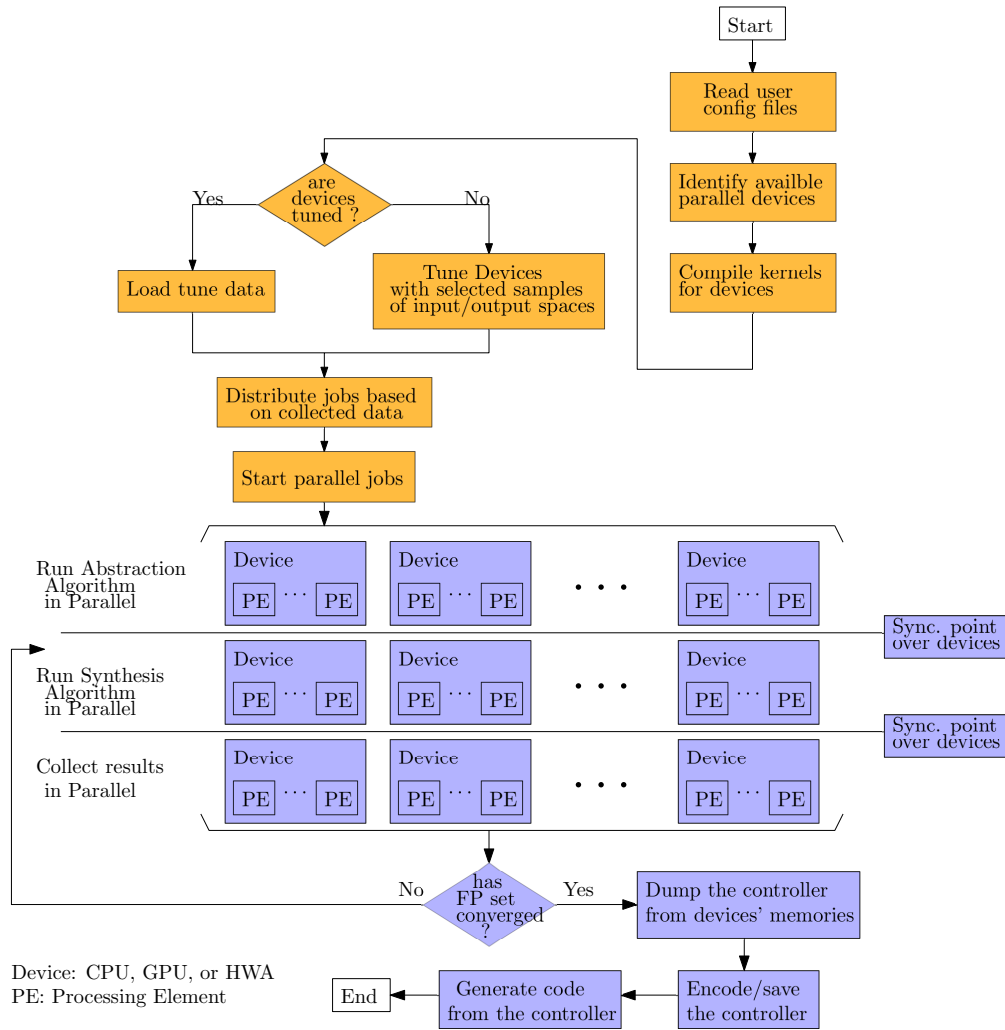 Start
Read user
config files
Identify availble
parallel devices
Compile kernels
for devices
are
devices
tuned ?
Yes
No
Load tune data
Tune Devices
with selected samples
of input/output spaces
Distribute jobs based
on collected data
Start parallel jobs
Run Abstraction
Algorithm
in Parallel
Device
PE ... PE
Device
PE ... PE
. . .
Device
PE ... PE
Sync. point
over devices
Run Synthesis
Algorithm
in Parallel
Device
PE ... PE
Device
PE ... PE
. . .
Device
PE ... PE
Sync. point
over devices
Collect results
in Parallel
Device
PE ... PE
Device
PE ... PE
. . .
Device
PE ... PE
has
FP set
converged
?
No
Yes
Dump the controller
from devices' memories
Encode/save
the controller
Generate code
from the controller
End
Device: CPU, GPU, or HWA
PE: Processing Element